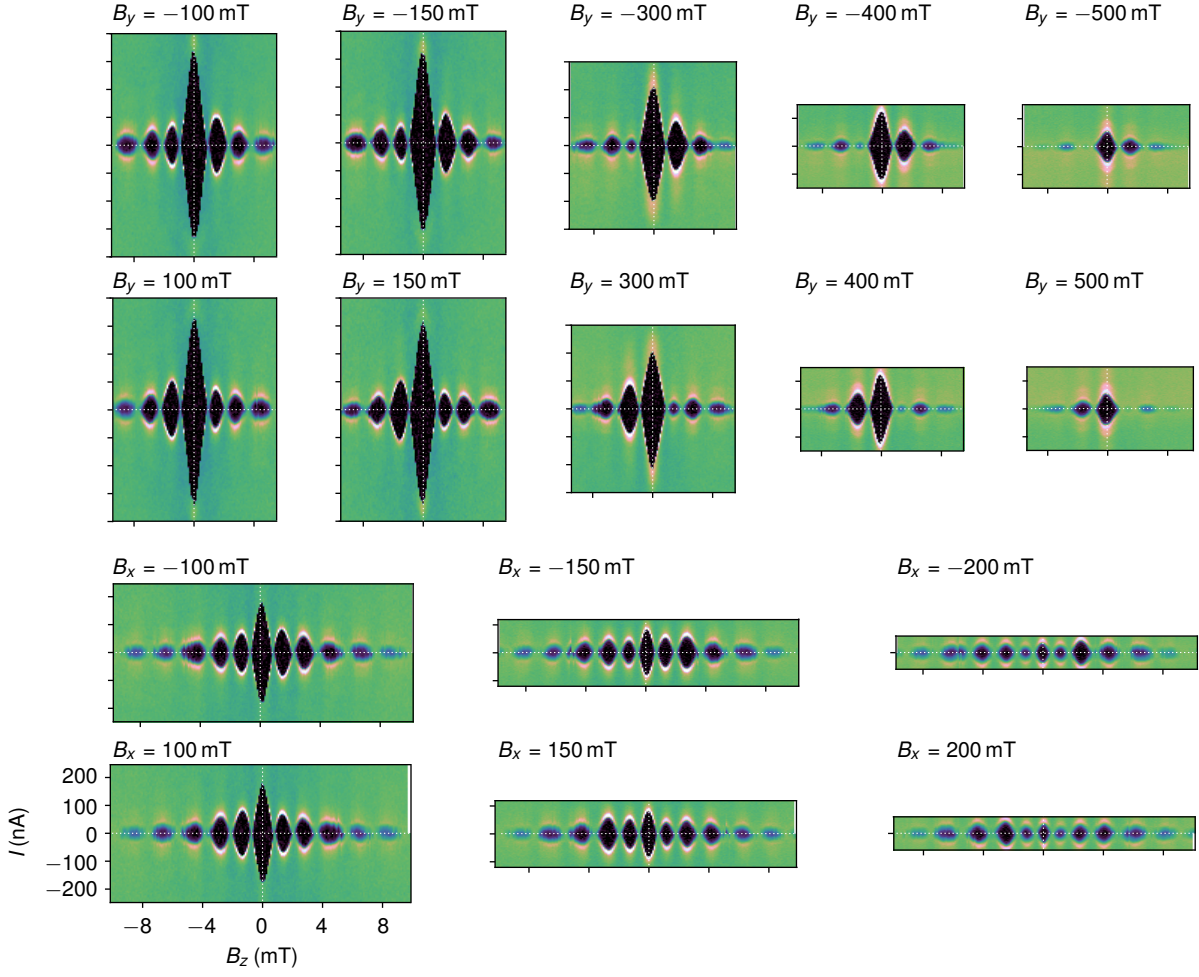 B_y = −100 mT
B_y = −150 mT
B_y = −300 mT
B_y = −400 mT
B_y = −500 mT
B_y = 100 mT
B_y = 150 mT
B_y = 300 mT
B_y = 400 mT
B_y = 500 mT
B_x = −100 mT
B_x = −150 mT
B_x = −200 mT
B_x = 100 mT
B_x = 150 mT
B_x = 200 mT
I (nA)
200
100
0
−100
−200
−8 −4 0 4 8
B_z (mT)